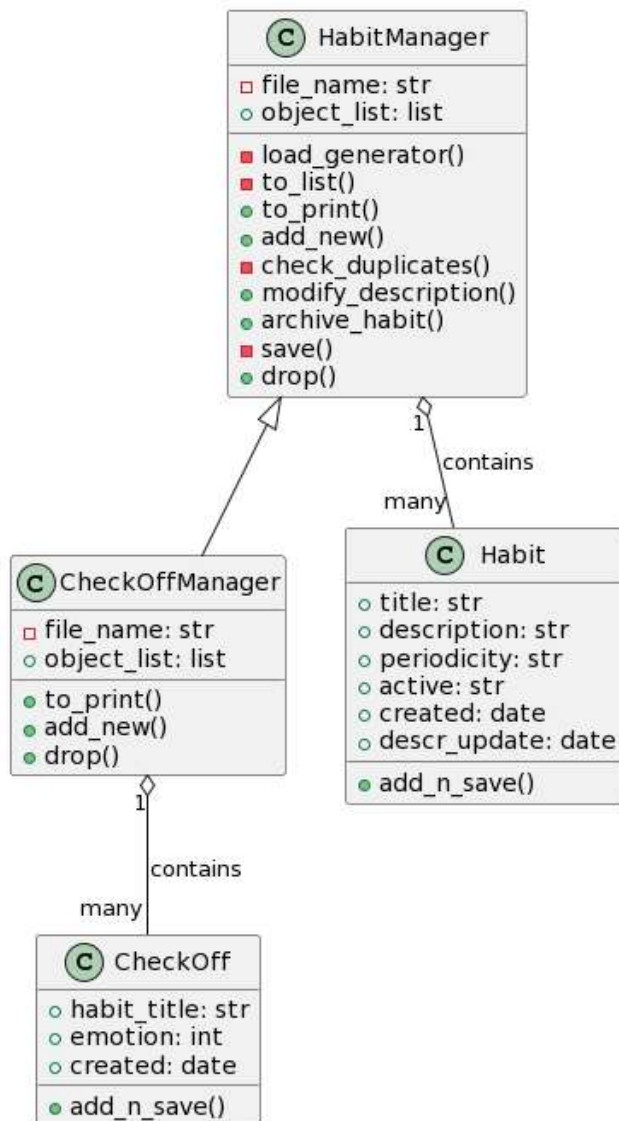 C HabitManager
file_name: str
object_list: list
load_generator()
to_list()
to_print()
add_new()
check_duplicates()
modify_description()
archive_habit()
save()
drop()
1
contains
many
C CheckOffManager
file_name: str
object_list: list
to_print()
add_new()
drop()
C Habit
title: str
description: str
periodicity: str
active: str
created: date
descr_update: date
add_n_save()
1
contains
many
C CheckOff
habit_title: str
emotion: int
created: date
add_n_save()